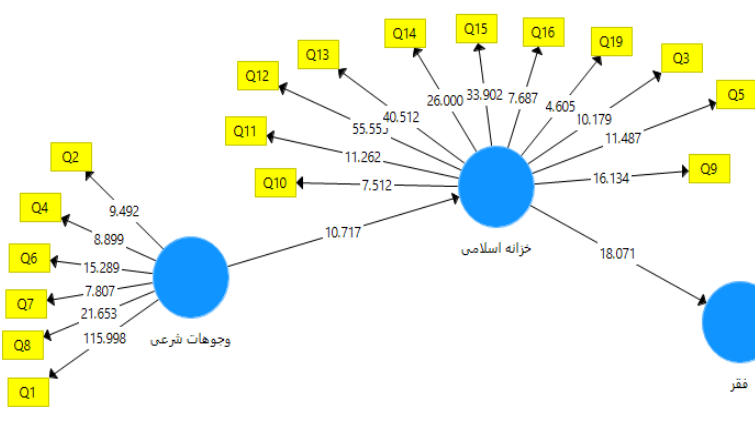 Q14
Q15
Q16
Q19
Q13
Q3
Q12
Q5
26.000
33.902
7.687
4.605
40.512
10.179
55.55
Q11
11.487
11.262
Q9
Q10
7.512
16.134
Q2
9.492
Q4
8.899
10.717
18.071
خزانه اسلامی
Q6
15.289
7.807
Q7
21.653
115.998
وجوهات شرعی
Q8
Q1
فقر